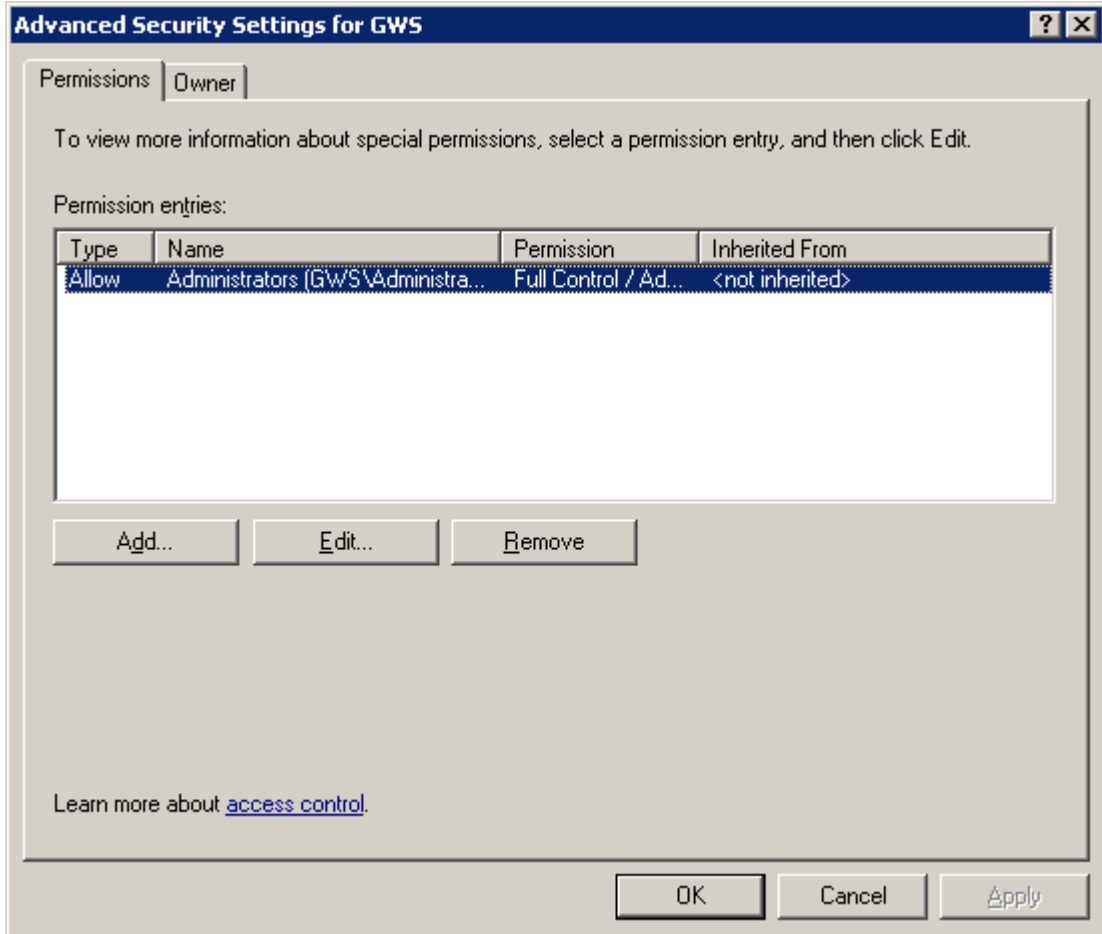 Advanced Security Settings for GWS
Permissions Owner
To view more information about special permissions, select a permission entry, and then click Edit.
Permission entries:
Type Name Permission Inherited From
Allow Administrators (GWS\Administra... Full Control / Ad... <not inherited>
Add... Edit... Remove
Learn more about access control.
OK Cancel Apply